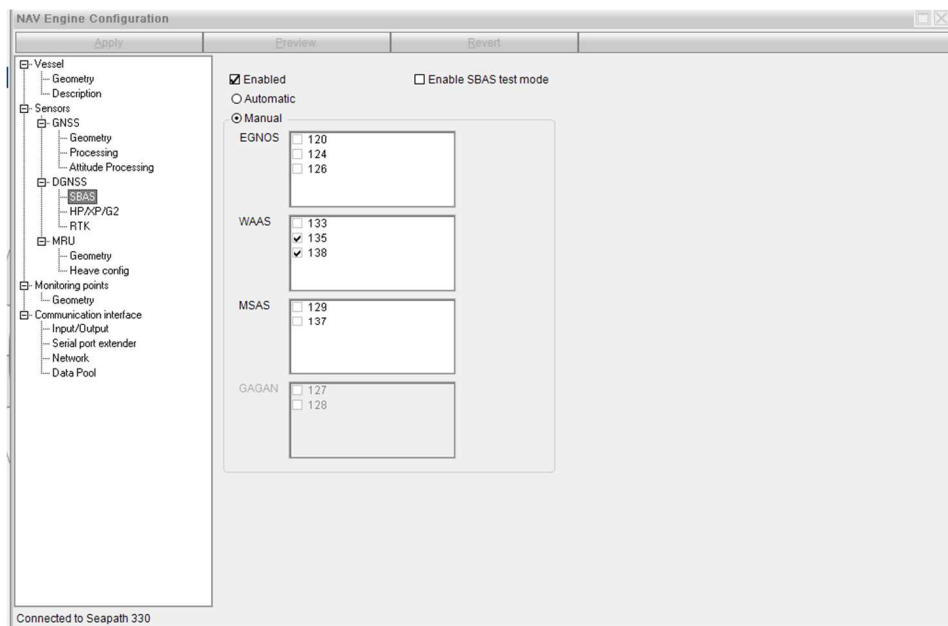 NAV Engine Configuration
Apply
Preview
Revert
Vessel
Geometry
Description
Sensors
GNSS
Geometry
Processing
Attitude Processing
DGNSS
SBAS
HP/XP/G2
RTK
MRU
Geometry
Heave config
Monitoring points
Geometry
Communication interface
Input/Output
Serial port extender
Network
Data Pool
Enabled
Enable SBAS test mode
Automatic
Manual
EGNOS
120
124
126
WAAS
133
135
138
MSAS
129
137
GAGAN
127
128
Connected to Seapath 330